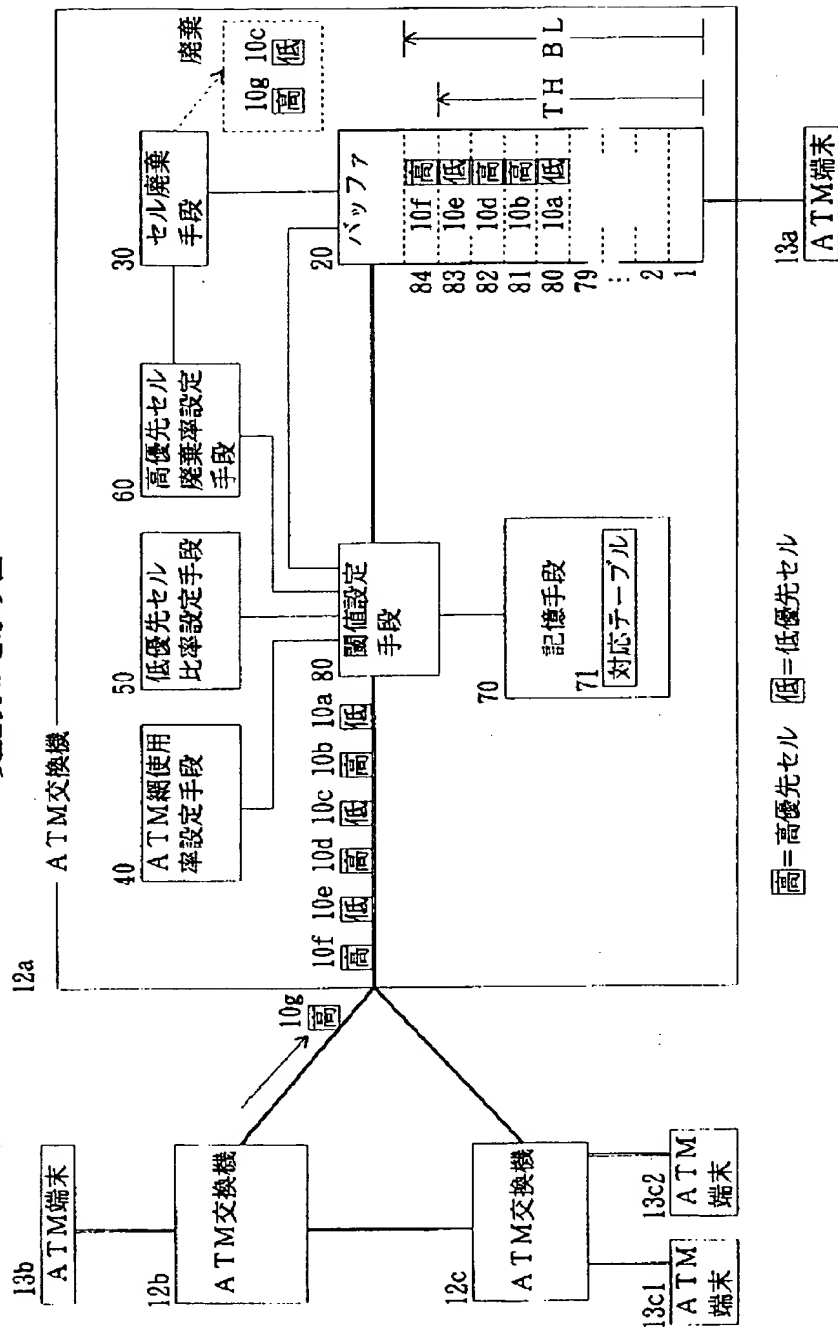 12a
ATM交換機
40
ATM網使用
率設定手段
50
低優先セル
比率設定手段
60
高優先セル
廃棄率設定
手段
30
セル廃棄
手段
廃棄
10g 10c
高 低
10f 10e 10d 10c 10b 10a
高 低 高 低 高 低
80
閾値設定
手段
20
バッファ
84 10f 高
83 10e 低
82 10d 高
81 10b 高
80 10a 低
79
⋮
2
1
TH BL
70
記憶手段
71
対応テーブル
13a
ATM端末
10g
高
13b
ATM端末
12b
ATM交換機
12c
ATM交換機
13c1
ATM
端末
13c2
ATM
端末
高=高優先セル 低=低優先セル